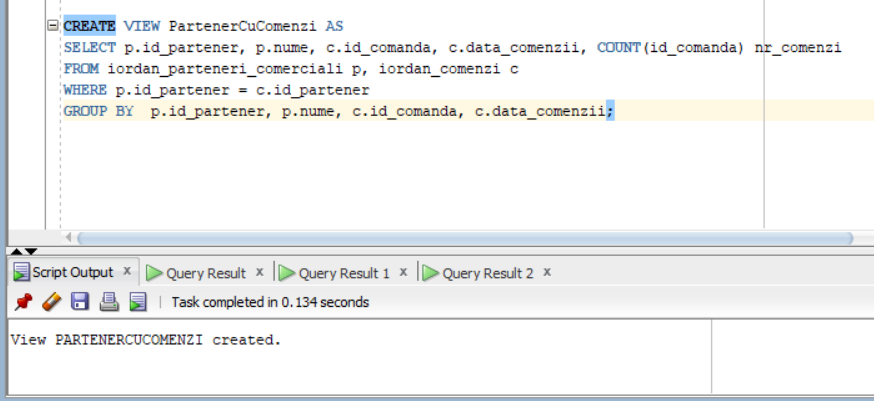 CREATE VIEW PartenerCuComenzi AS
SELECT p.id_partener, p.nume, c.id_comanda, c.data_comenzii, COUNT(id_comanda) nr_comenzi
FROM iordan_parteneri_comerciali p, iordan_comenzi c
WHERE p.id_partener = c.id_partener
GROUP BY  p.id_partener, p.nume, c.id_comanda, c.data_comenzii;
Script Output x Query Result x Query Result 1 x Query Result 2 x
Task completed in 0.134 seconds
View PARTENERCUCOMENZI created.